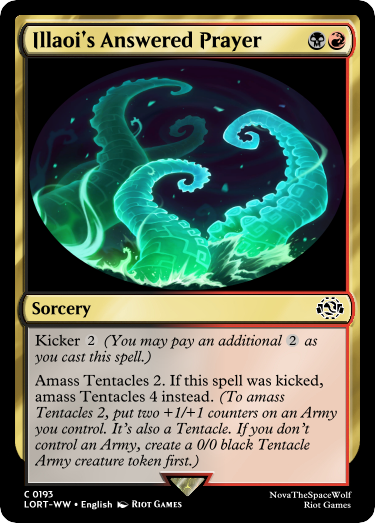 Illaoi's Answered Prayer
Sorcery
Kicker 2 (You may pay an additional 2 as
you cast this spell.)
Amass Tentacles 2. If this spell was kicked,
amass Tentacles 4 instead. (To amass
Tentacles 2, put two +1/+1 counters on an Army
you control. It's also a Tentacle. If you don't
control an Army, create a 0/0 black Tentacle
Army creature token first.)
C 0193
LORT-WW • English RIOT GAMES
NovaTheSpaceWolf
Riot Games